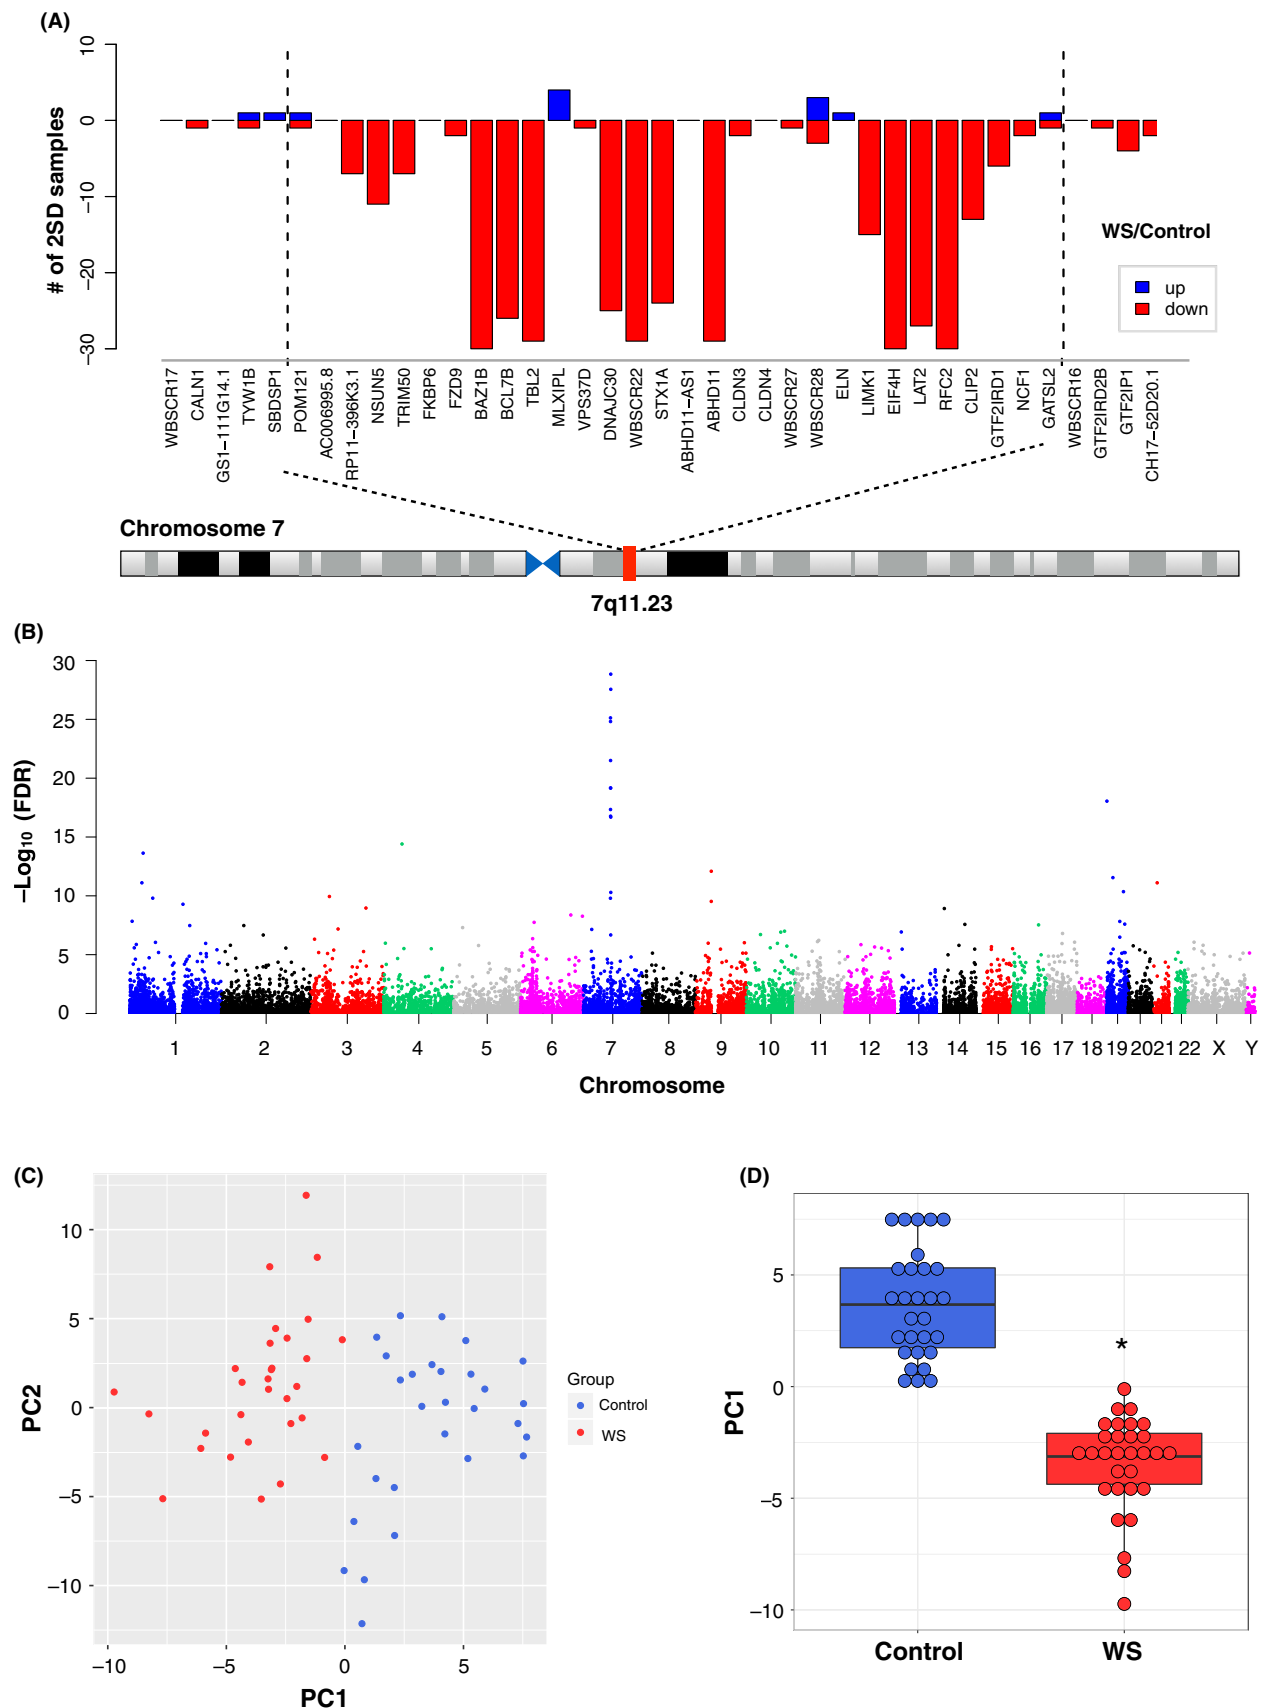 (A)
10
0
−10
−20
−30
# of 2SD samples
WS/Control
up
down
WBSCR17
CALN1
GS1−111G14.1
TYW1B
SBDSP1
POM121
AC006995.8
RP11−396K3.1
NSUN5
TRIM50
FKBP6
FZD9
BAZ1B
BCL7B
TBL2
MLXIPL
VPS37D
DNAJC30
WBSCR22
STX1A
ABHD11−AS1
ABHD11
CLDN3
CLDN4
WBSCR27
WBSCR28
ELN
LIMK1
EIF4H
LAT2
RFC2
CLIP2
GTF2IRD1
NCF1
GATSL2
WBSCR16
GTF2IRD2B
GTF2IP1
CH17−52D20.1
Chromosome 7
7q11.23
(B)
30
25
20
15
10
5
0
−Log₁₀ (FDR)
1 2 3 4 5 6 7 8 9 10 11 12 13 14 15 16 17 18 19 20 21 22 X Y
Chromosome
(C)
10
5
0
−5
−10
PC2
−10 −5 0 5
PC1
Group
Control
WS
(D)
5
0
−5
−10
PC1
*
Control WS